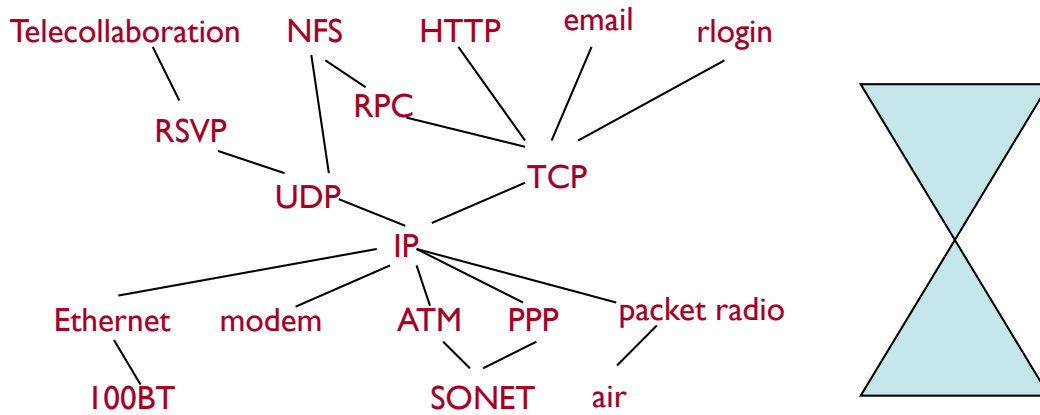 Telecollaboration NFS HTTP email rlogin
RPC
RSVP
TCP
UDP
IP
Ethernet modem ATM PPP packet radio
100BT SONET air